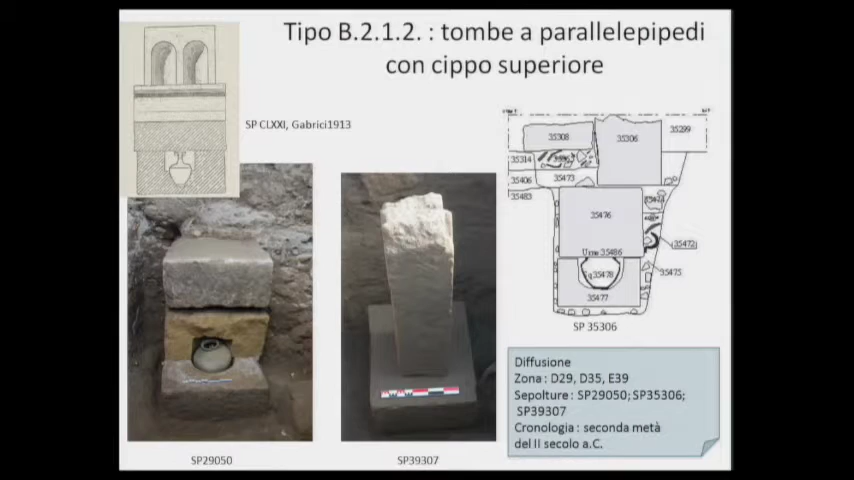 Tipo B.2.1.2. : tombe a parallelepipedi
con cippo superiore
SP CLXXI, Gabrici1913
35308
35306
35299
35314
35406
35473
35483
35476
35472
Urna 35486
35475
35478
35477
SP 35306
Diffusione
Zona : D29, D35, E39
Sepolture : SP29050; SP35306;
SP39307
Cronologia : seconda metà
del II secolo a.C.
SP29050
SP39307